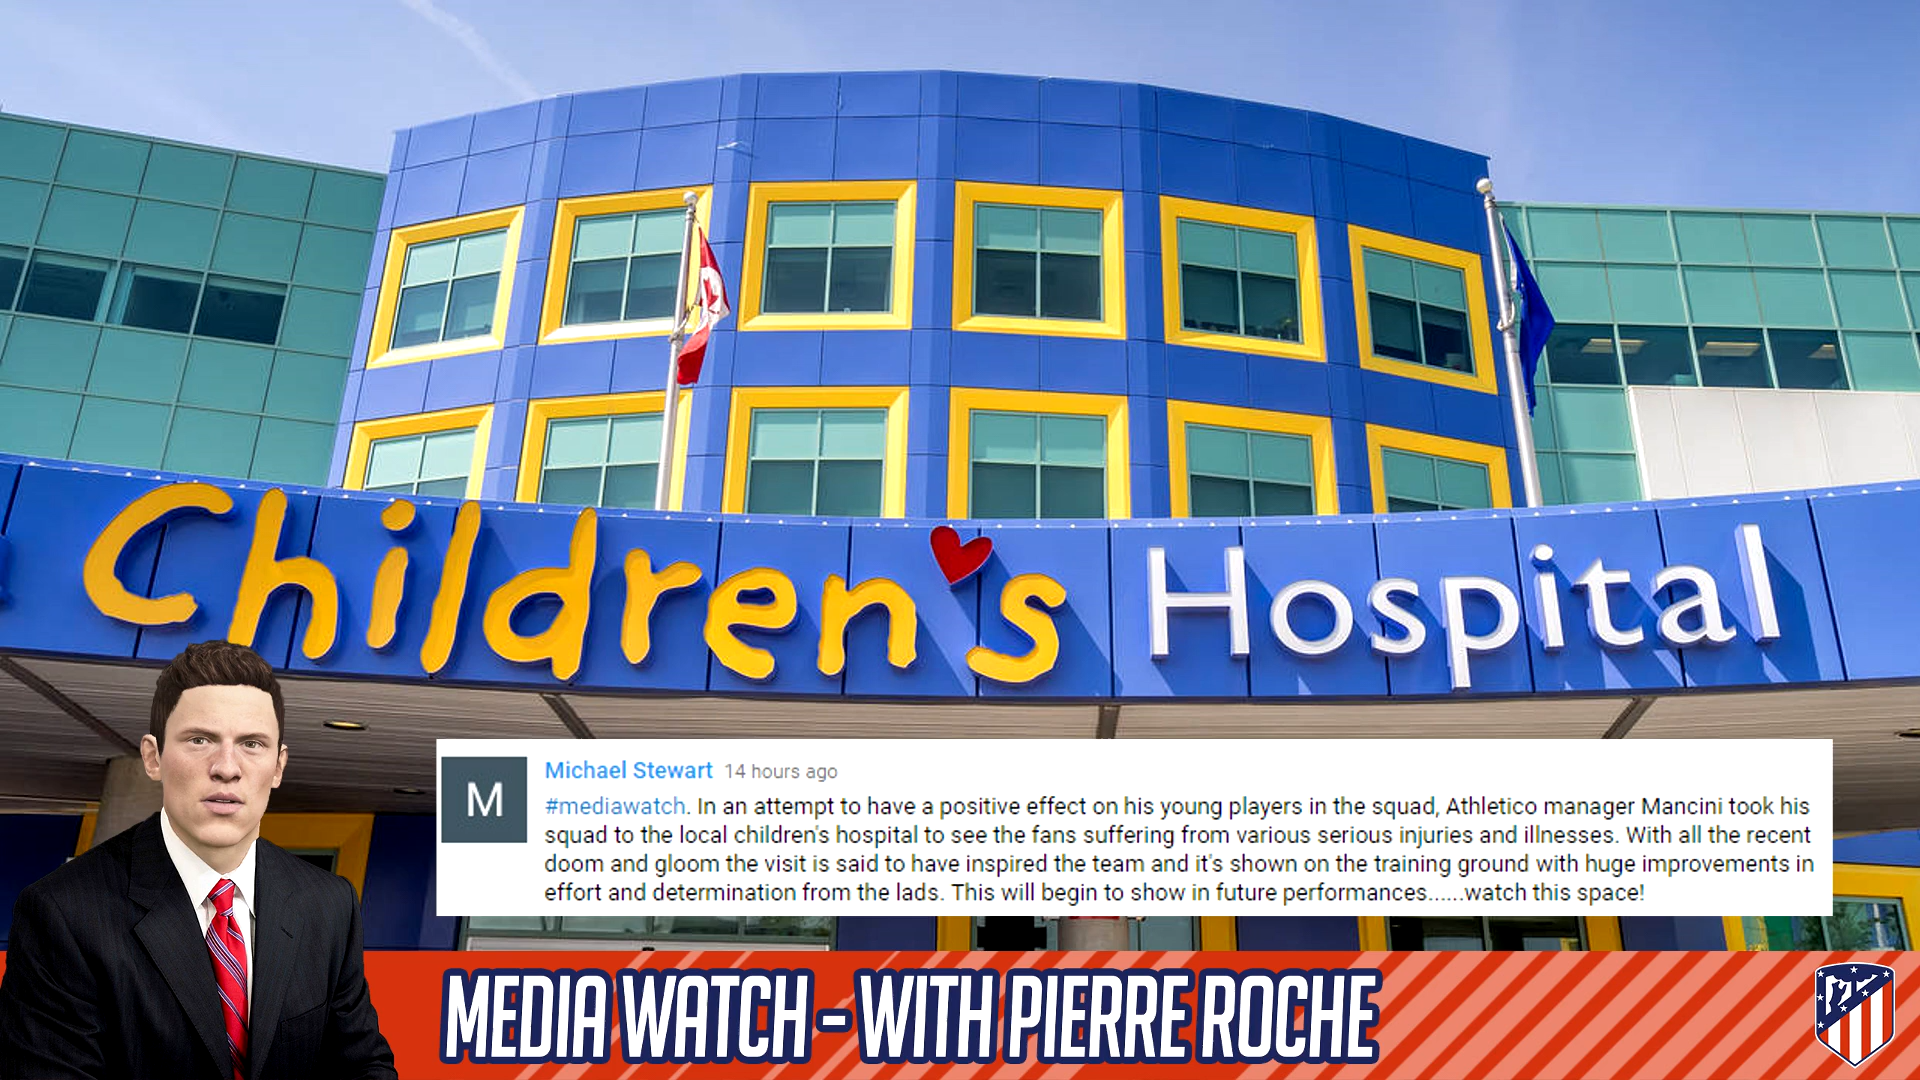 Children's Hospital
M
Michael Stewart 14 hours ago
#mediawatch. In an attempt to have a positive effect on his young players in the squad, Athletico manager Mancini took his
squad to the local children's hospital to see the fans suffering from various serious injuries and illnesses. With all the recent
doom and gloom the visit is said to have inspired the team and it's shown on the training ground with huge improvements in
effort and determination from the lads. This will begin to show in future performances......watch this space!
MEDIA WATCH - WITH PIERRE ROCHE